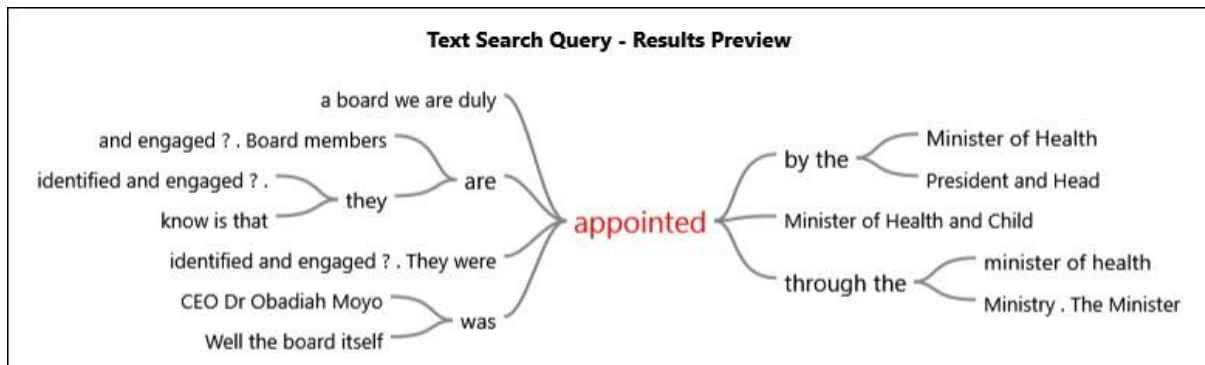 Text Search Query - Results Preview
a board we are duly
and engaged ? . Board members
identified and engaged ? .
they
know is that
are
identified and engaged ? . They were
CEO Dr Obadiah Moyo
was
Well the board itself
appointed
by the
Minister of Health
President and Head
Minister of Health and Child
through the
minister of health
Ministry . The Minister